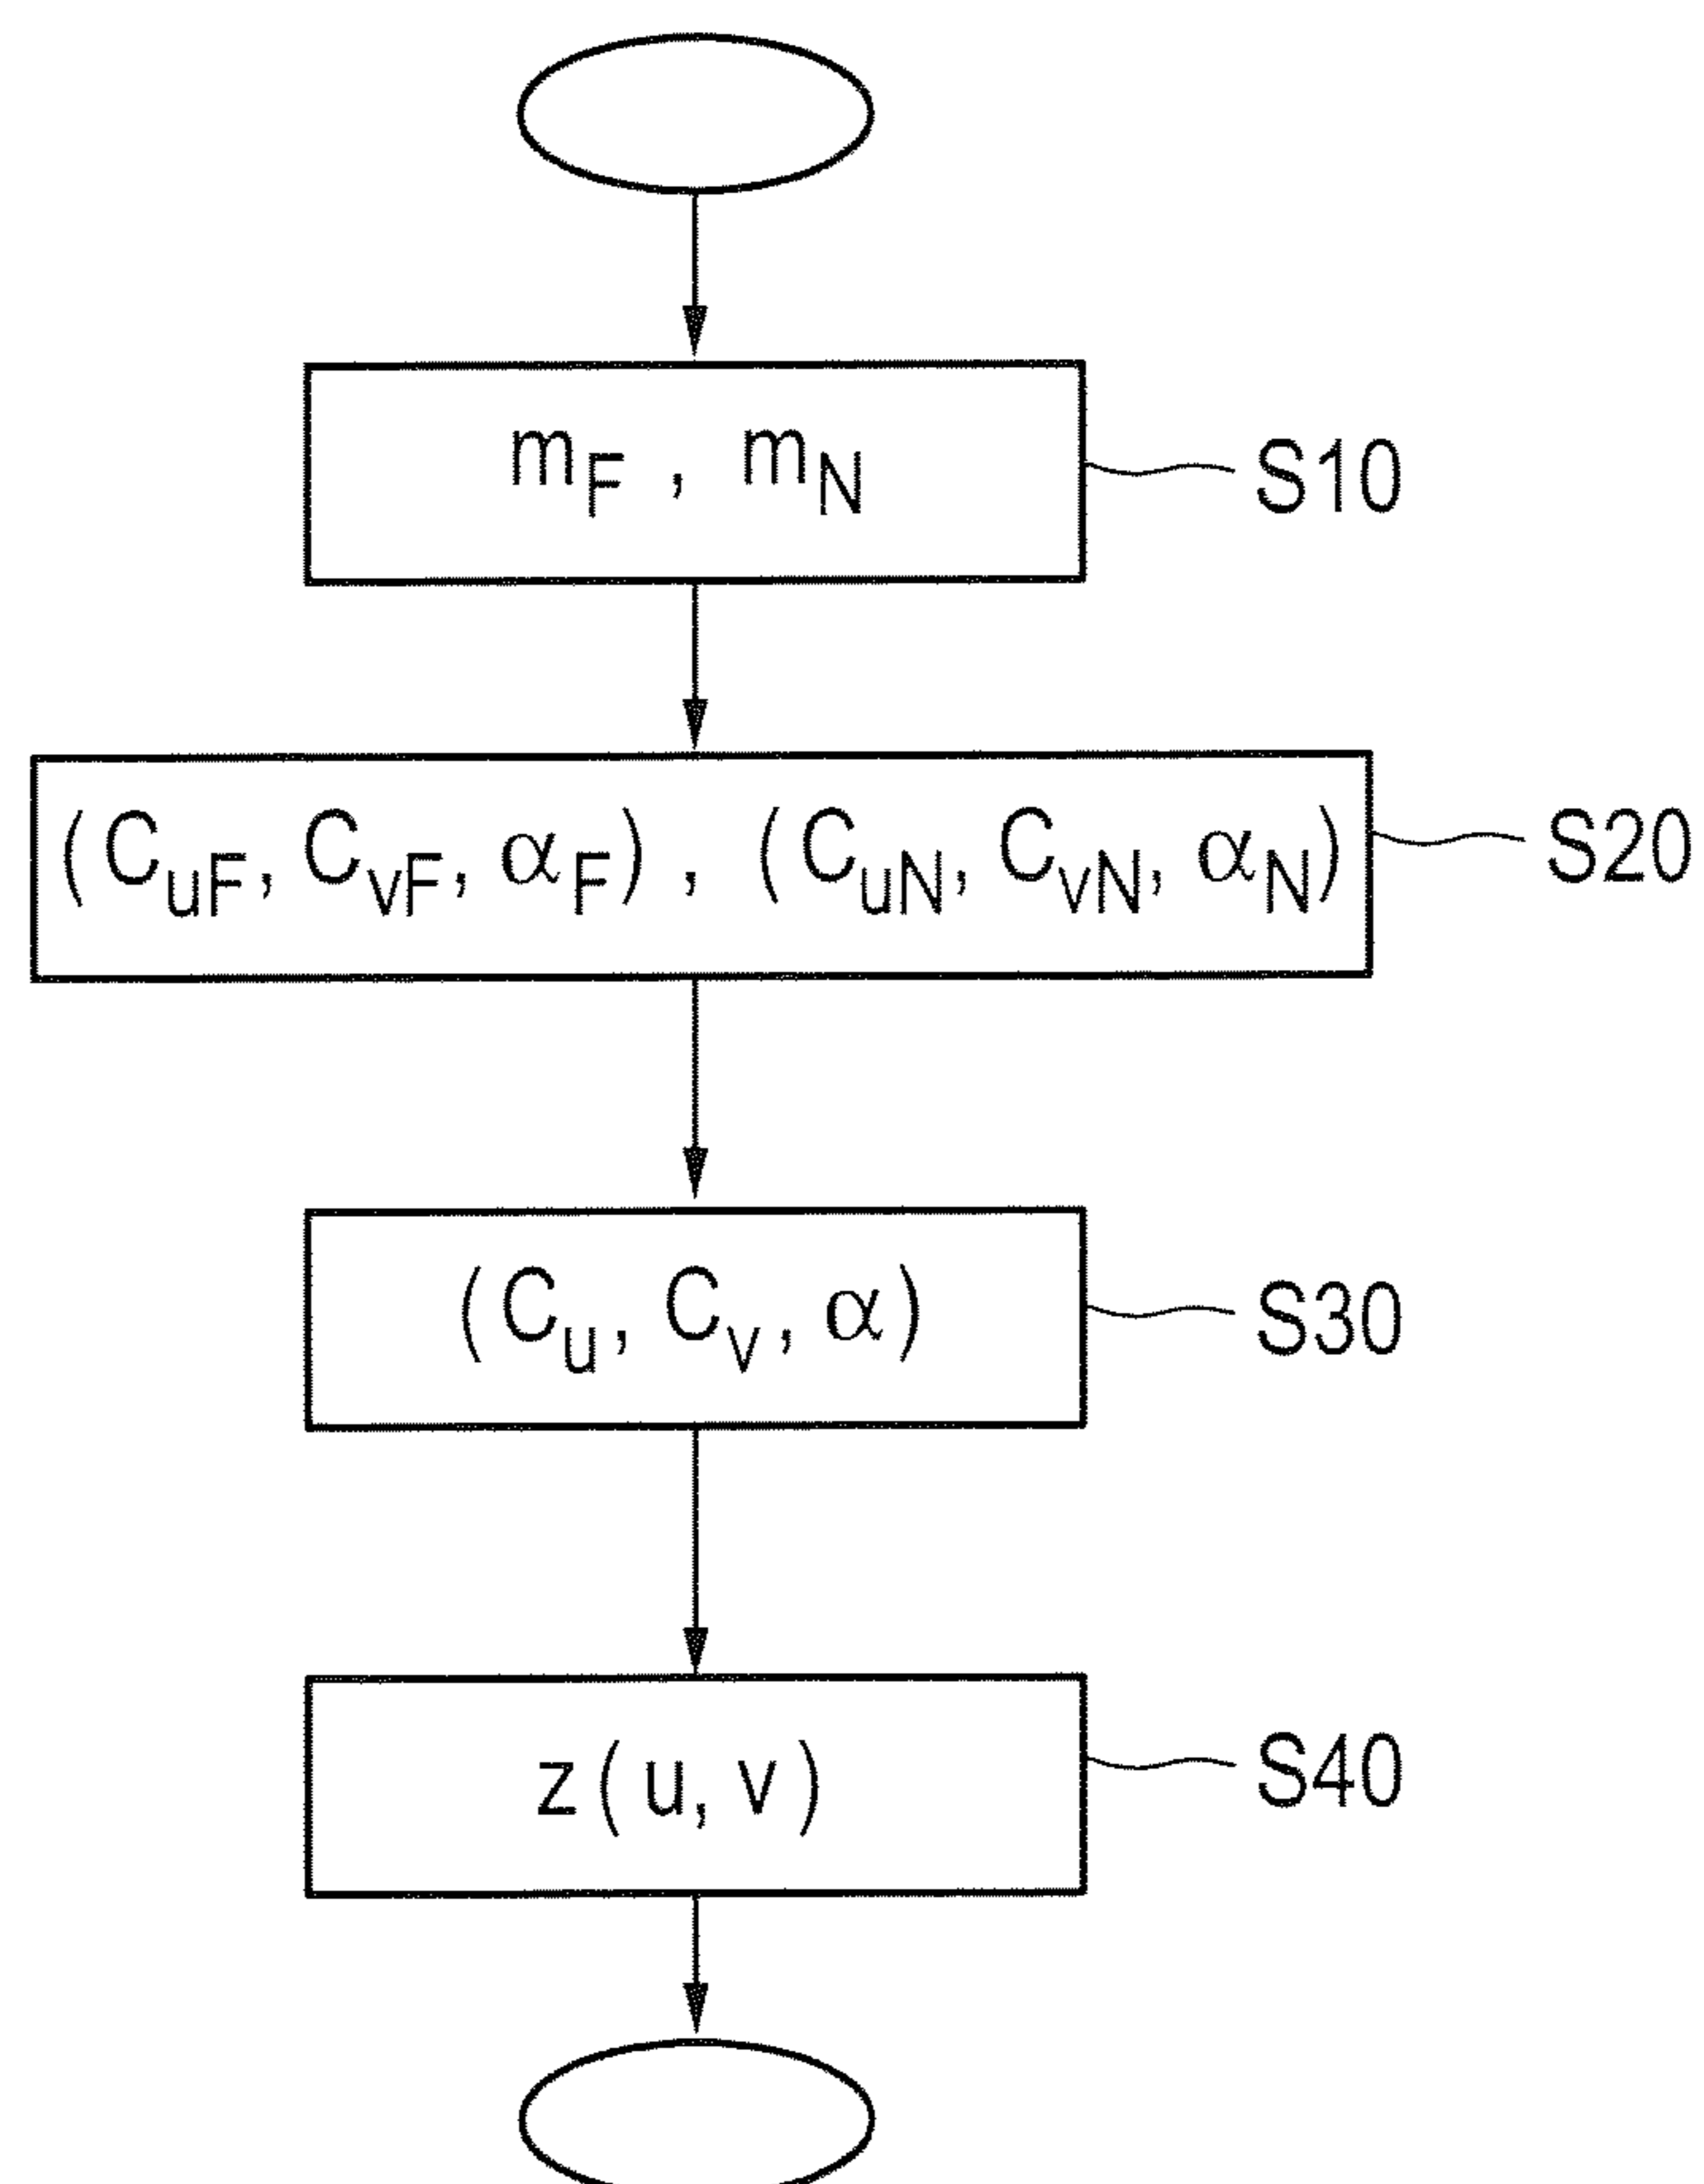 m_F , m_N
S10
(C_uF, C_vF, α_F) , (C_uN, C_vN, α_N)
S20
(C_u, C_v, α)
S30
z(u, v)
S40